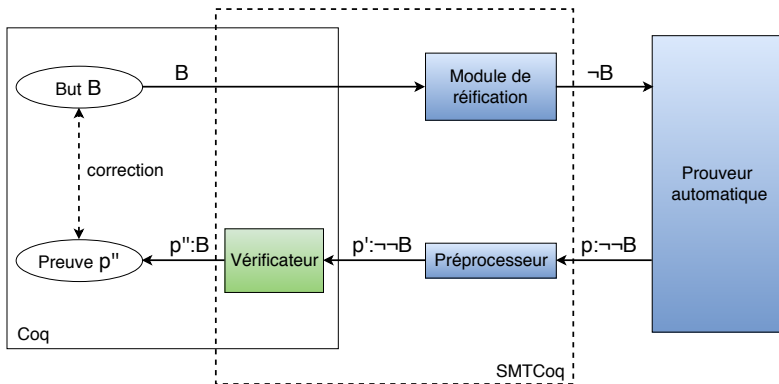 But B
B
Module de
réification
¬B
Prouveur
automatique
correction
Preuve p''
p'':B
Vérificateur
p':¬¬B
Préprocesseur
p:¬¬B
Coq
SMTCoq